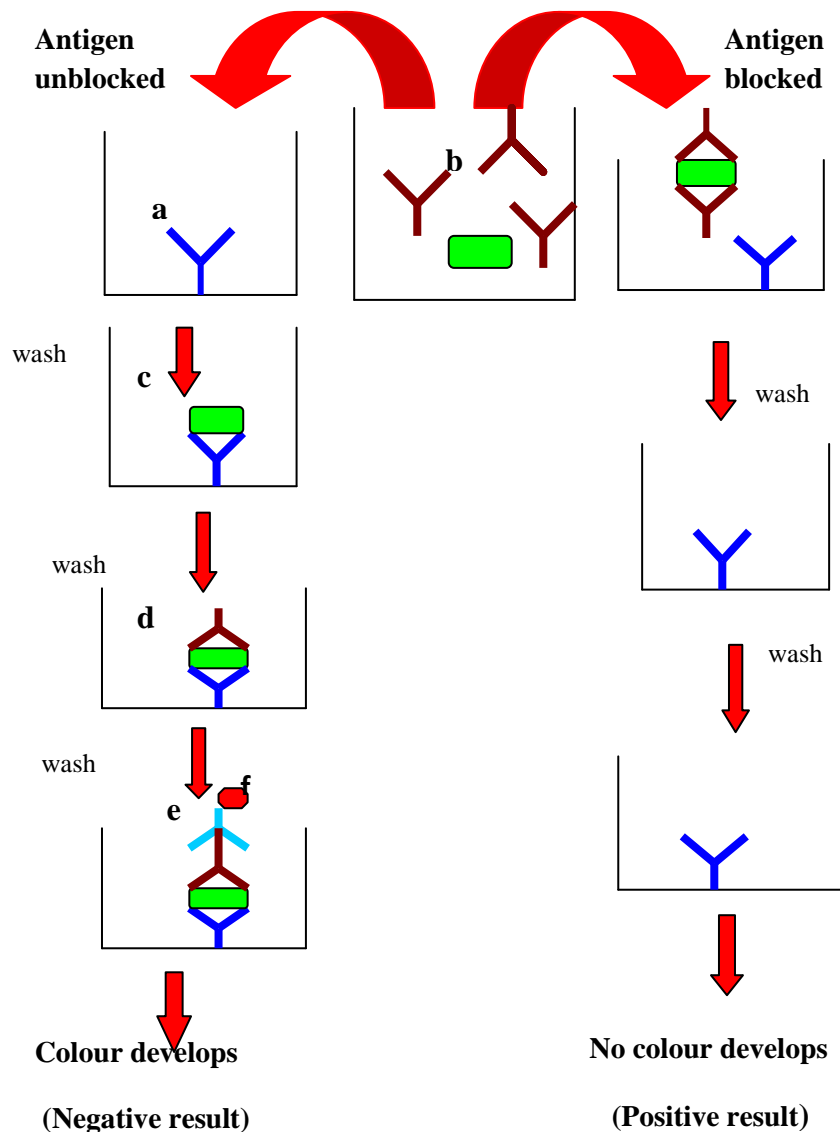 Antigen
unblocked
Antigen
blocked
b
a
wash
c
wash
wash
d
wash
wash
f
e
Colour develops
(Negative result)
No colour develops
(Positive result)